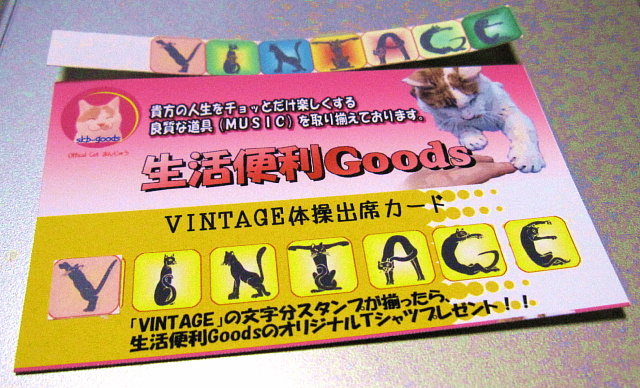 VINTAGE
貴方の人生をチョッとだけ楽しくする
良質な道具(MUSIC)を取り揃えております。
skb-goods
生活便利Goods
VINTAGE体操出席カード
VINTAGE
「VINTAGE」の文字分スタンプが揃ったら、
生活便利GoodsのオリジナルTシャツプレゼント!!